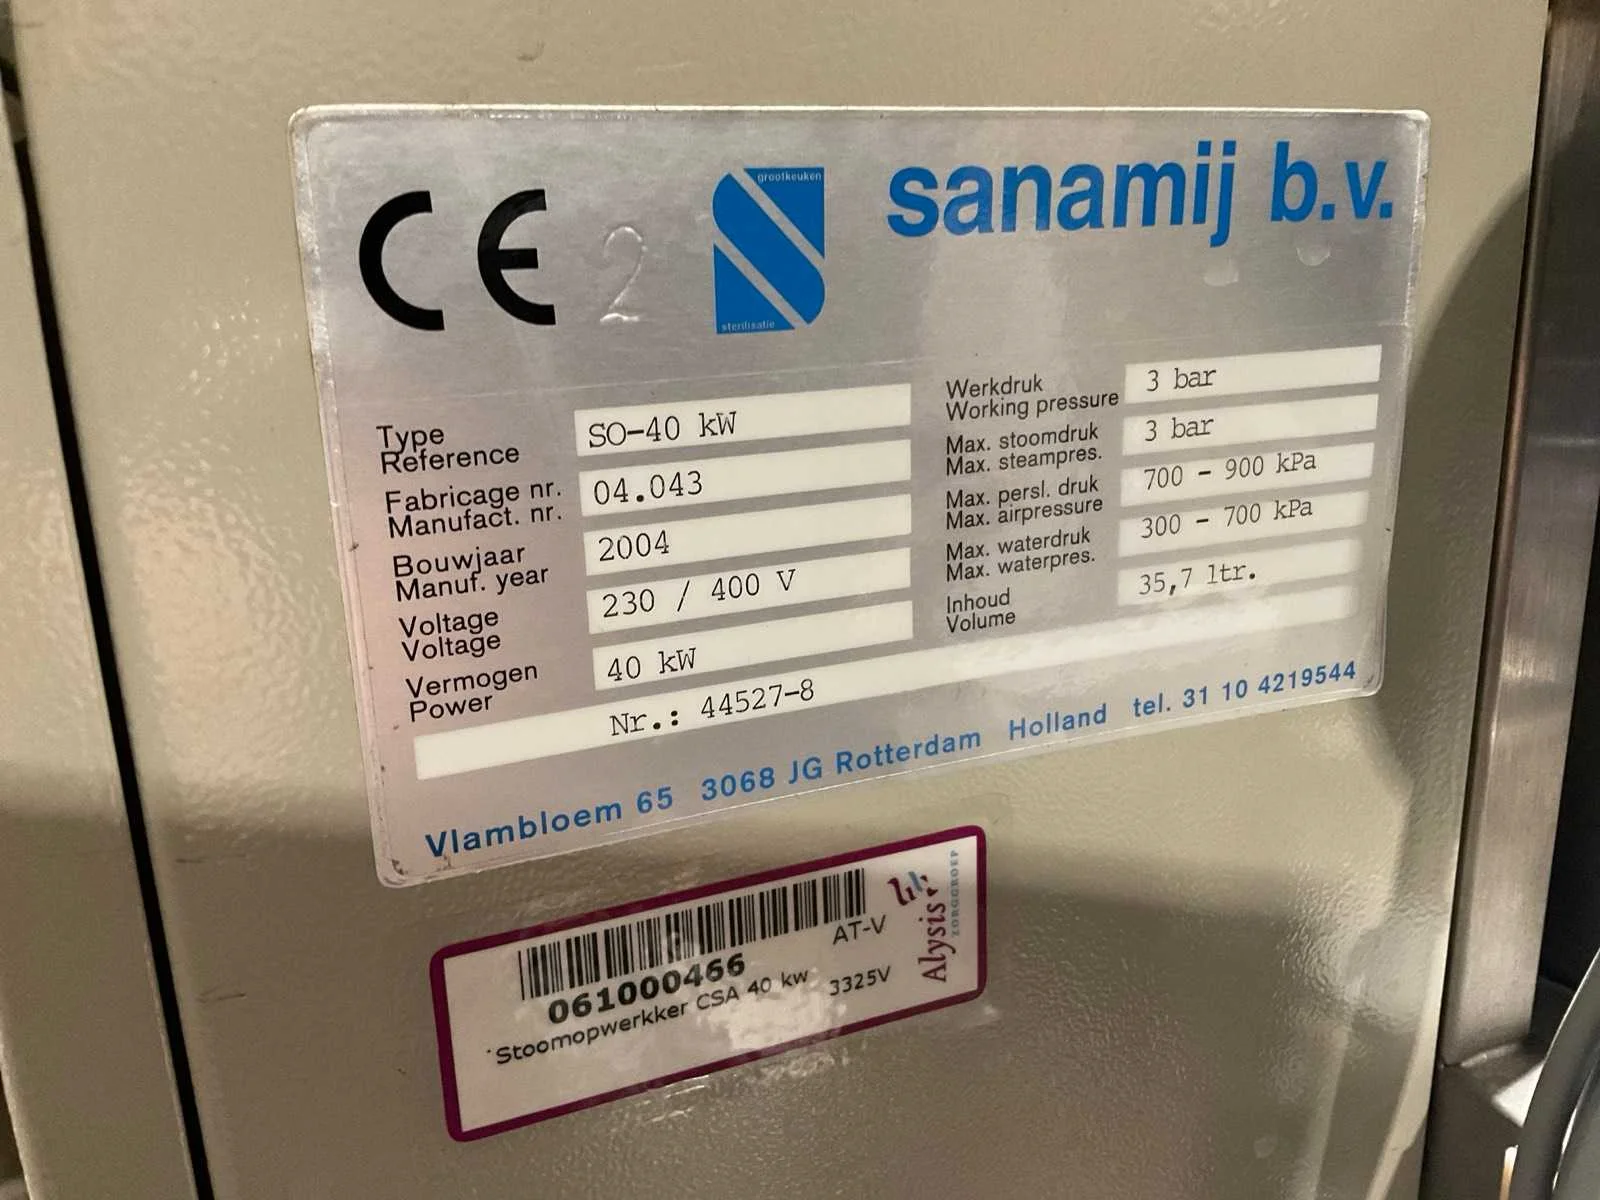 CE 2
grootkeuken
sterilisatie
sanamij b.v.
Type
Reference
SO-40 kW
Fabricage nr.
Manufact. nr.
04.043
Bouwjaar
Manuf. year
2004
Voltage
Voltage
230 / 400 V
Vermogen
Power
40 kW
Werkdruk
Working pressure
3 bar
Max. stoomdruk
Max. steampres.
3 bar
Max. persl. druk
Max. airpressure
700 - 900 kPa
Max. waterdruk
Max. waterpres.
300 - 700 kPa
Inhoud
Volume
35,7 ltr.
Nr.: 44527-8
Vlambloem 65 3068 JG Rotterdam Holland tel. 31 10 4219544
061000466
AT-V
Stoomopwerkker CSA 40 kw 3325V
Alysis
ZORGGROEP